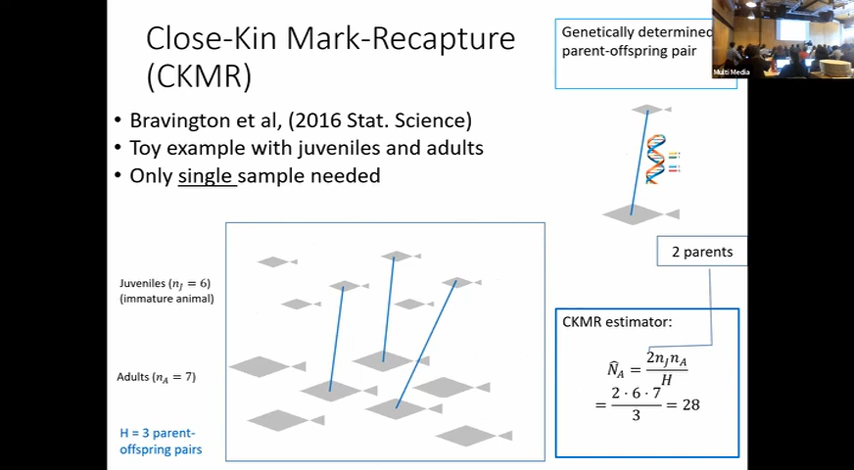 Close-Kin Mark-Recapture
(CKMR)
• Bravington et al, (2016 Stat. Science)
• Toy example with juveniles and adults
• Only single sample needed
Genetically determined
parent-offspring pair
Multi Media
2 parents
Juveniles (n_J = 6)
(immature animal)
Adults (n_A = 7)
H = 3 parent-
offspring pairs
CKMR estimator:
N̂_A = 2n_J n_A / H
= 2 · 6 · 7 / 3 = 28